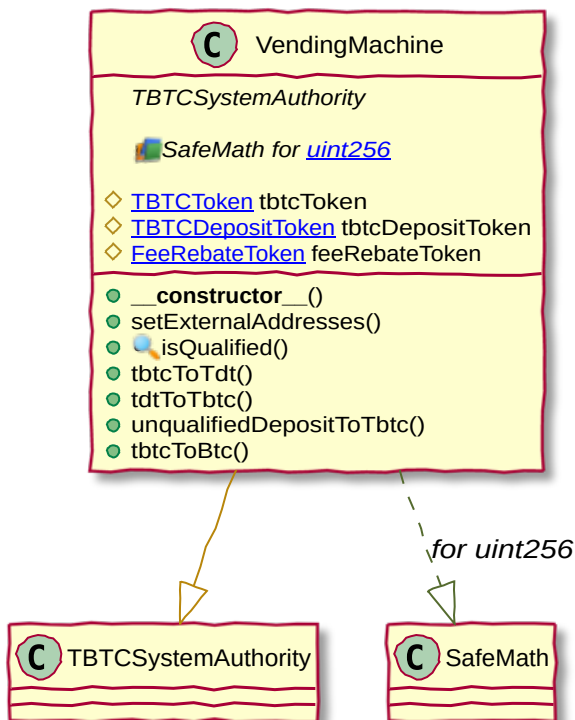 C VendingMachine
TBTCSystemAuthority
SafeMath for uint256
TBTCToken tbtcToken
TBTCDepositToken tbtcDepositToken
FeeRebateToken feeRebateToken
__constructor__()
setExternalAddresses()
isQualified()
tbtcToTdt()
tdtToTbtc()
unqualifiedDepositToTbtc()
tbtcToBtc()
for uint256
C TBTCSystemAuthority
C SafeMath